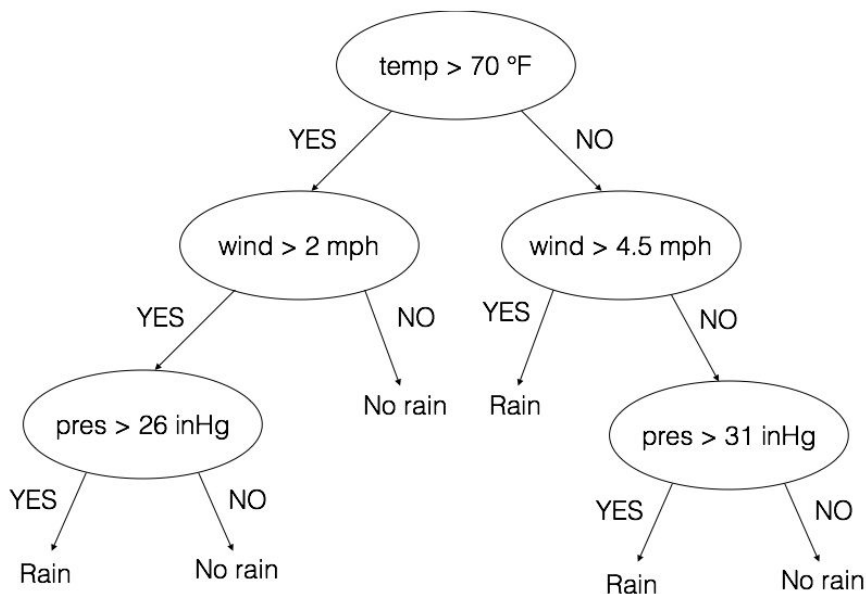 temp > 70 ºF
YES
NO
wind > 2 mph
wind > 4.5 mph
YES
NO
YES
NO
No rain
Rain
pres > 26 inHg
pres > 31 inHg
YES
NO
YES
NO
Rain
No rain
Rain
No rain